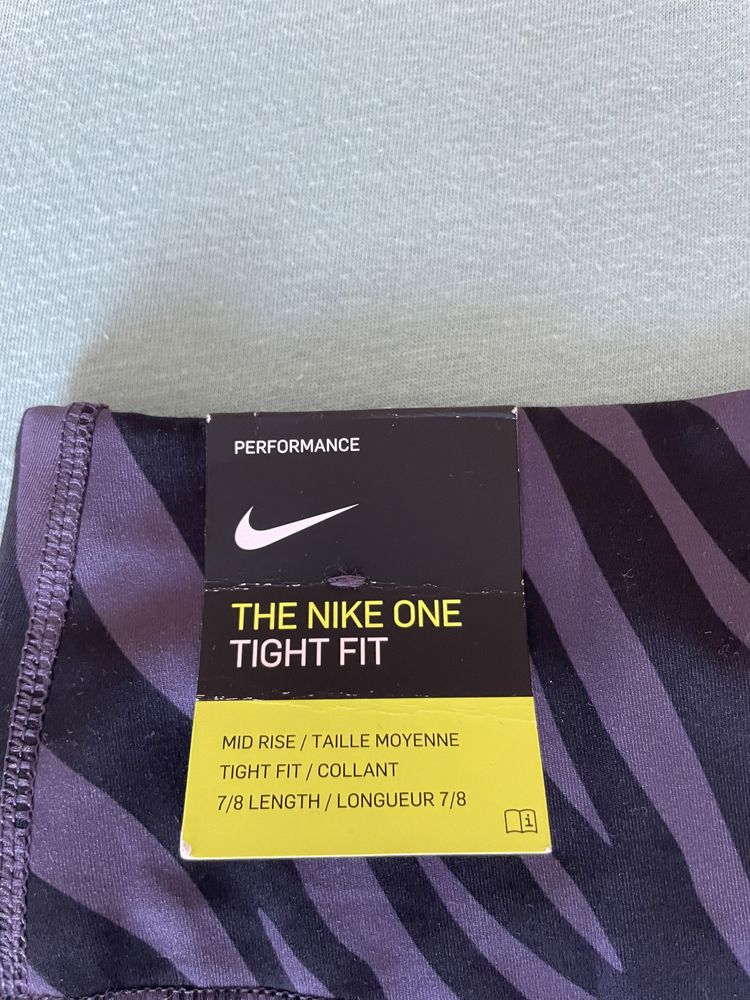 PERFORMANCE
THE NIKE ONE
TIGHT FIT
MID RISE / TAILLE MOYENNE
TIGHT FIT / COLLANT
7/8 LENGTH / LONGUEUR 7/8
i